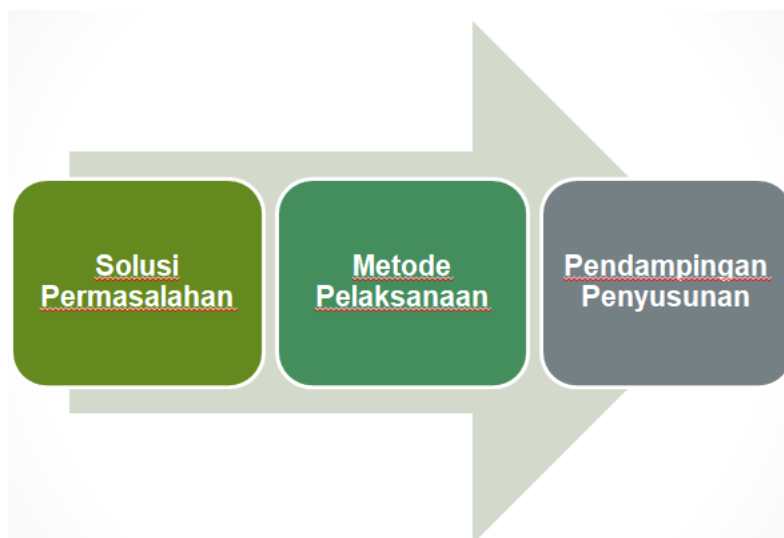 Solusi
Permasalahan
Metode
Pelaksanaan
Pendampingan
Penyusunan